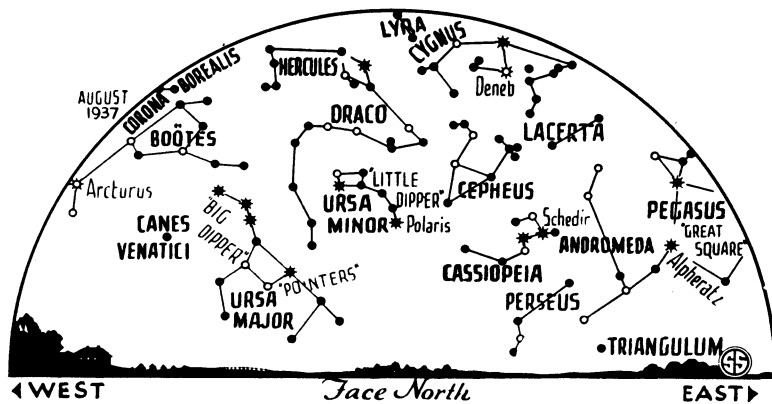 LYRA
CYGNUS
HERCULES
Deneb
CORONA BOREALIS
AUGUST
1937
BOÖTES
DRACO
LACERTA
Arcturus
"LITTLE
DIPPER"
URSA
MINOR
Polaris
CEPHEUS
"BIG
DIPPER"
CANES
VENATICI
Schedir
ANDROMEDA
PEGASUS
"GREAT
SQUARE"
Alpheratz
CASSIOPEIA
"POINTERS"
URSA
MAJOR
PERSEUS
TRIANGULUM
SS
WEST
Face North
EAST